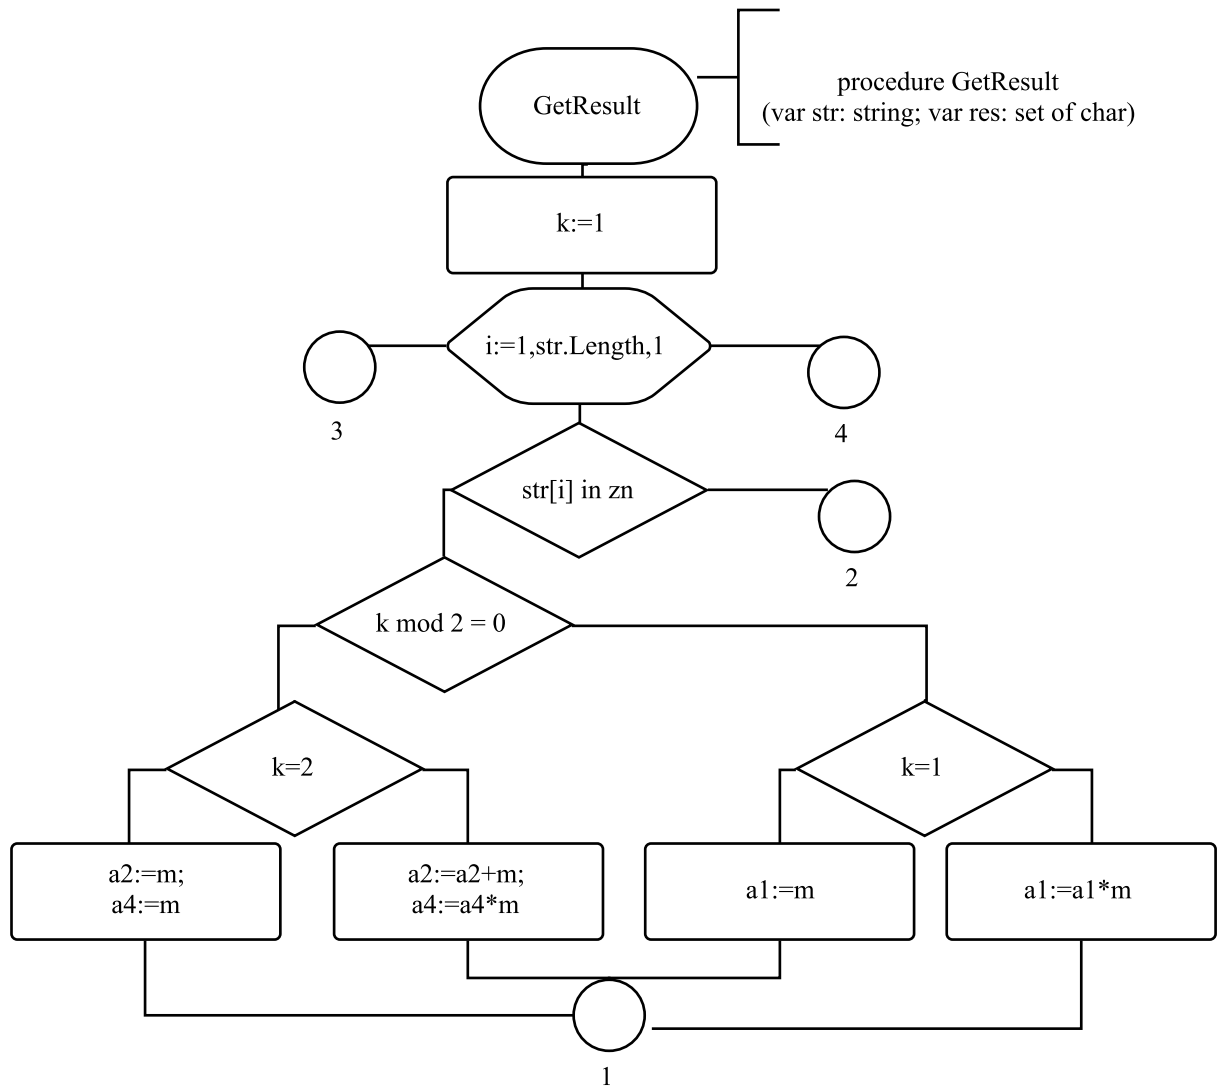 GetResult
procedure GetResult
(var str: string; var res: set of char)
k:=1
i:=1,str.Length,1
3
4
str[i] in zn
2
k mod 2 = 0
k=2
k=1
a2:=m;
a4:=m
a2:=a2+m;
a4:=a4*m
a1:=m
a1:=a1*m
1